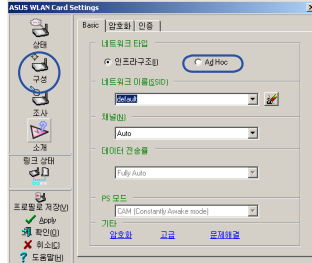 ASUS WLAN Card Settings
상태
구성
조사
소개
링크 상태
프로필로 저장(V)
Apply
확인(O)
취소(C)
도움말(H)
Basic 암호화 인증
네트워크 타입
인프라구조(I) Ad Hoc
네트워크 이름(SSID)
default
채널(N)
Auto
데이터 전송률
Fully Auto
PS 모드
CAM (Constantly Awake mode)
기타
암호화 고급 문제해결